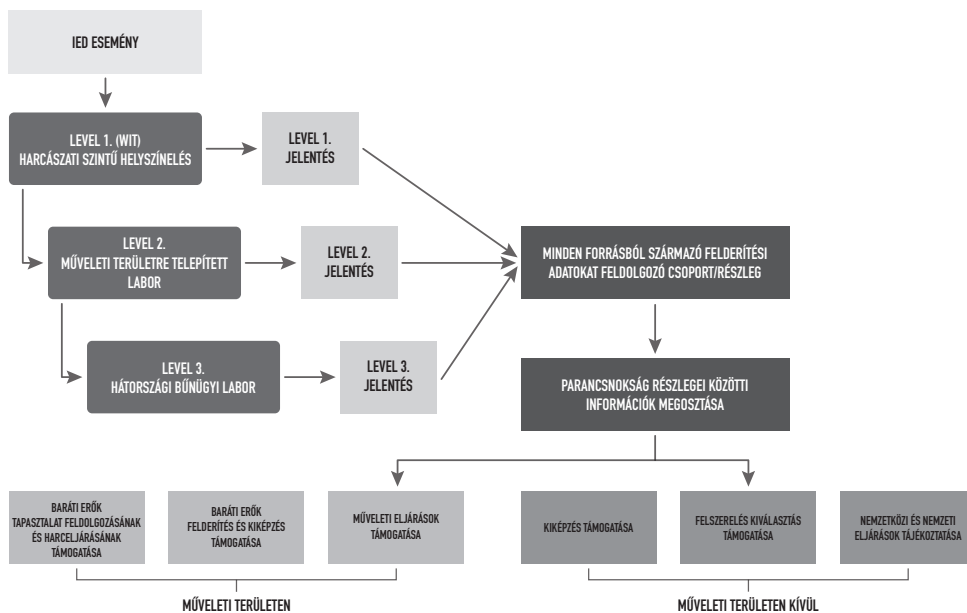 IED ESEMÉNY
LEVEL 1. (WIT)
HARCÁSZATI SZINTŰ HELYSZÍNELÉS
LEVEL 1.
JELENTÉS
LEVEL 2.
MŰVELETI TERÜLETRE TELEPÍTETT
LABOR
LEVEL 2.
JELENTÉS
MINDEN FORRÁSBÓL SZÁRMAZÓ FELDERÍTÉSI
ADATOKAT FELDOLGOZÓ CSOPORT/RÉSZLEG
LEVEL 3.
HÁTORSZÁGI BŰNÜGYI LABOR
LEVEL 3.
JELENTÉS
PARANCSNOKSÁG RÉSZLEGEI KÖZÖTTI
INFORMÁCIÓK MEGOSZTÁSA
BARÁTI ERŐK
TAPASZTALAT FELDOLGOZÁSÁNAK
ÉS HARCELJÁRÁSÁNAK
TÁMOGATÁSA
BARÁTI ERŐK
FELDERÍTÉS ÉS KIKÉPZÉS
TÁMOGATÁSA
MŰVELETI ELJÁRÁSOK
TÁMOGATÁSA
KIKÉPZÉS TÁMOGATÁSA
FELSZERELÉS KIVÁLASZTÁS
TÁMOGATÁSA
NEMZETKÖZI ÉS NEMZETI
ELJÁRÁSOK TÁJÉKOZTATÁSA
MŰVELETI TERÜLETEN
MŰVELETI TERÜLETEN KÍVÜL